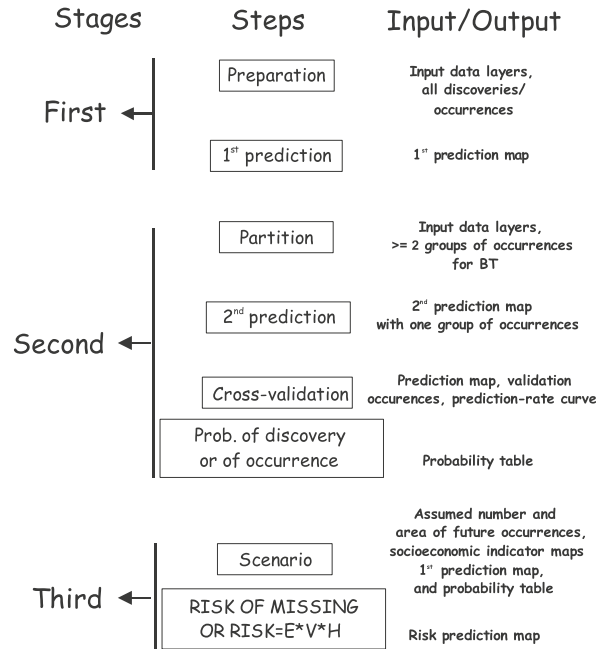 Stages Steps Input/Output
Preparation
Input data layers,
all discoveries/
occurrences
First
1st prediction
1st prediction map
Partition
Input data layers,
>= 2 groups of occurrences
for BT
2nd prediction
2nd prediction map
with one group of occurrences
Second
Cross-validation
Prediction map, validation
occurences, prediction-rate curve
Prob. of discovery
or of occurrence
Probability table
Scenario
Assumed number and
area of future occurrences,
socioeconomic indicator maps
1st prediction map,
and probability table
Third
RISK OF MISSING
OR RISK=E*V*H
Risk prediction map